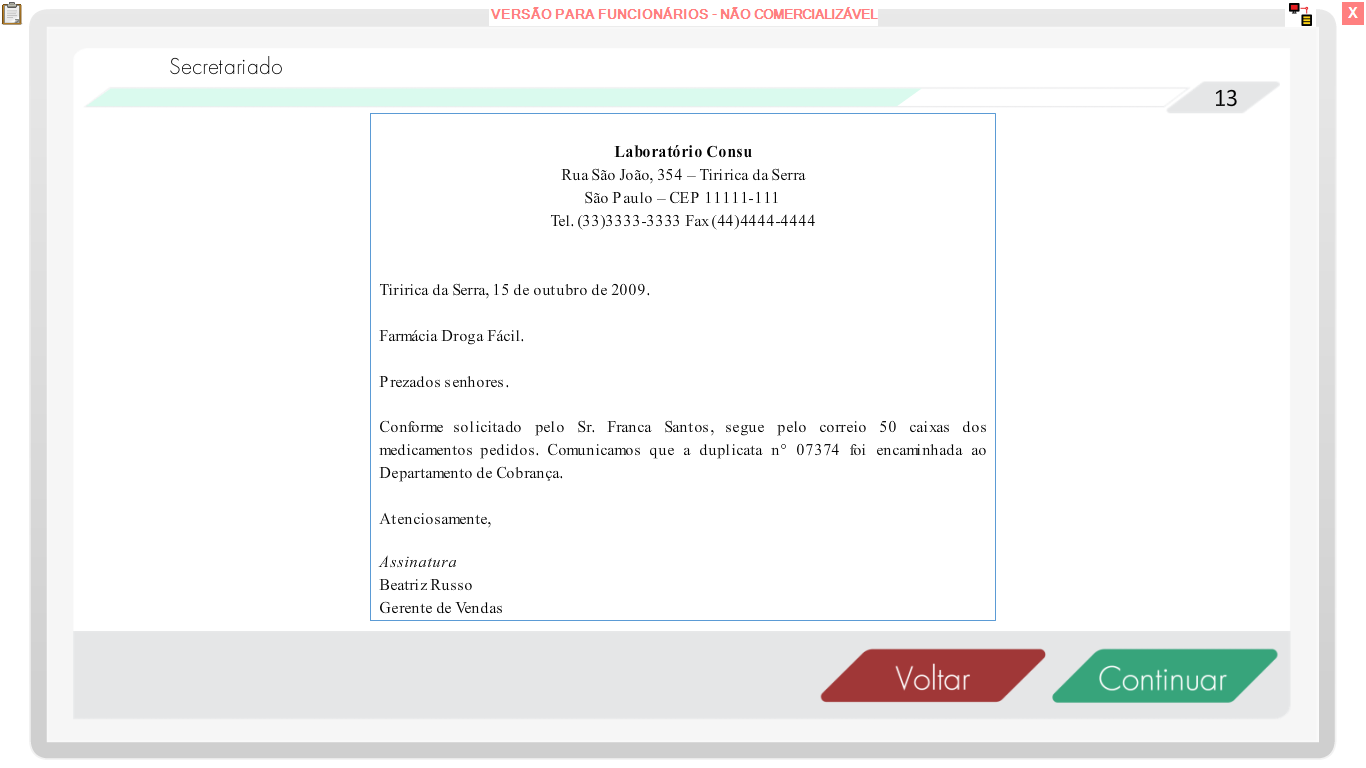 VERSÃO PARA FUNCIONÁRIOS - NÃO COMERCIALIZÁVEL
X
Secretariado
13
Laboratório Consu
Rua São João, 354 – Tiririca da Serra
São Paulo – CEP 11111-111
Tel. (33)3333-3333 Fax (44)4444-4444
Tiririca da Serra, 15 de outubro de 2009.
Farmácia Droga Fácil.
Prezados senhores.
Conforme solicitado pelo Sr. Franca Santos, segue pelo correio 50 caixas dos
medicamentos pedidos. Comunicamos que a duplicata n° 07374 foi encaminhada ao
Departamento de Cobrança.
Atenciosamente,
Assinatura
Beatriz Russo
Gerente de Vendas
Voltar
Continuar